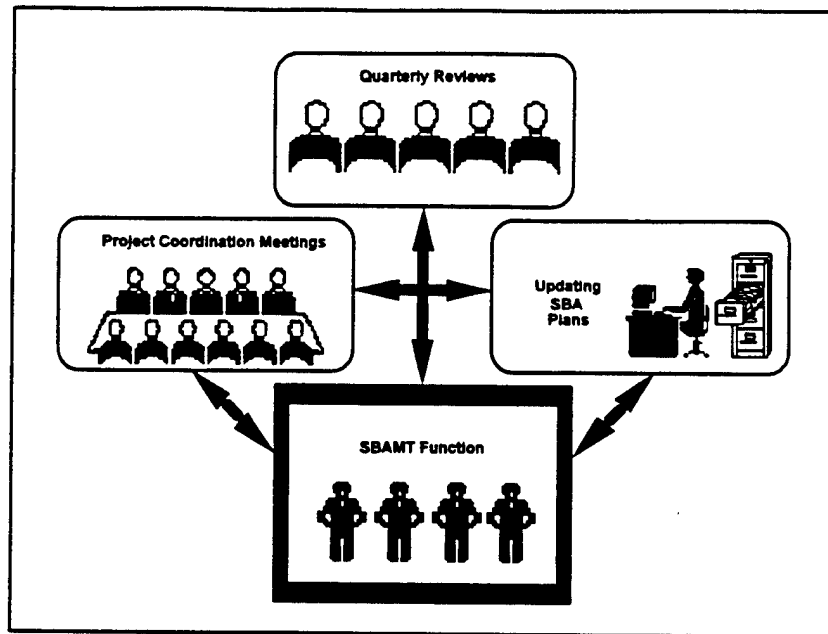 Quarterly Reviews
Project Coordination Meetings
Updating
SBA
Plans
SBAMT Function